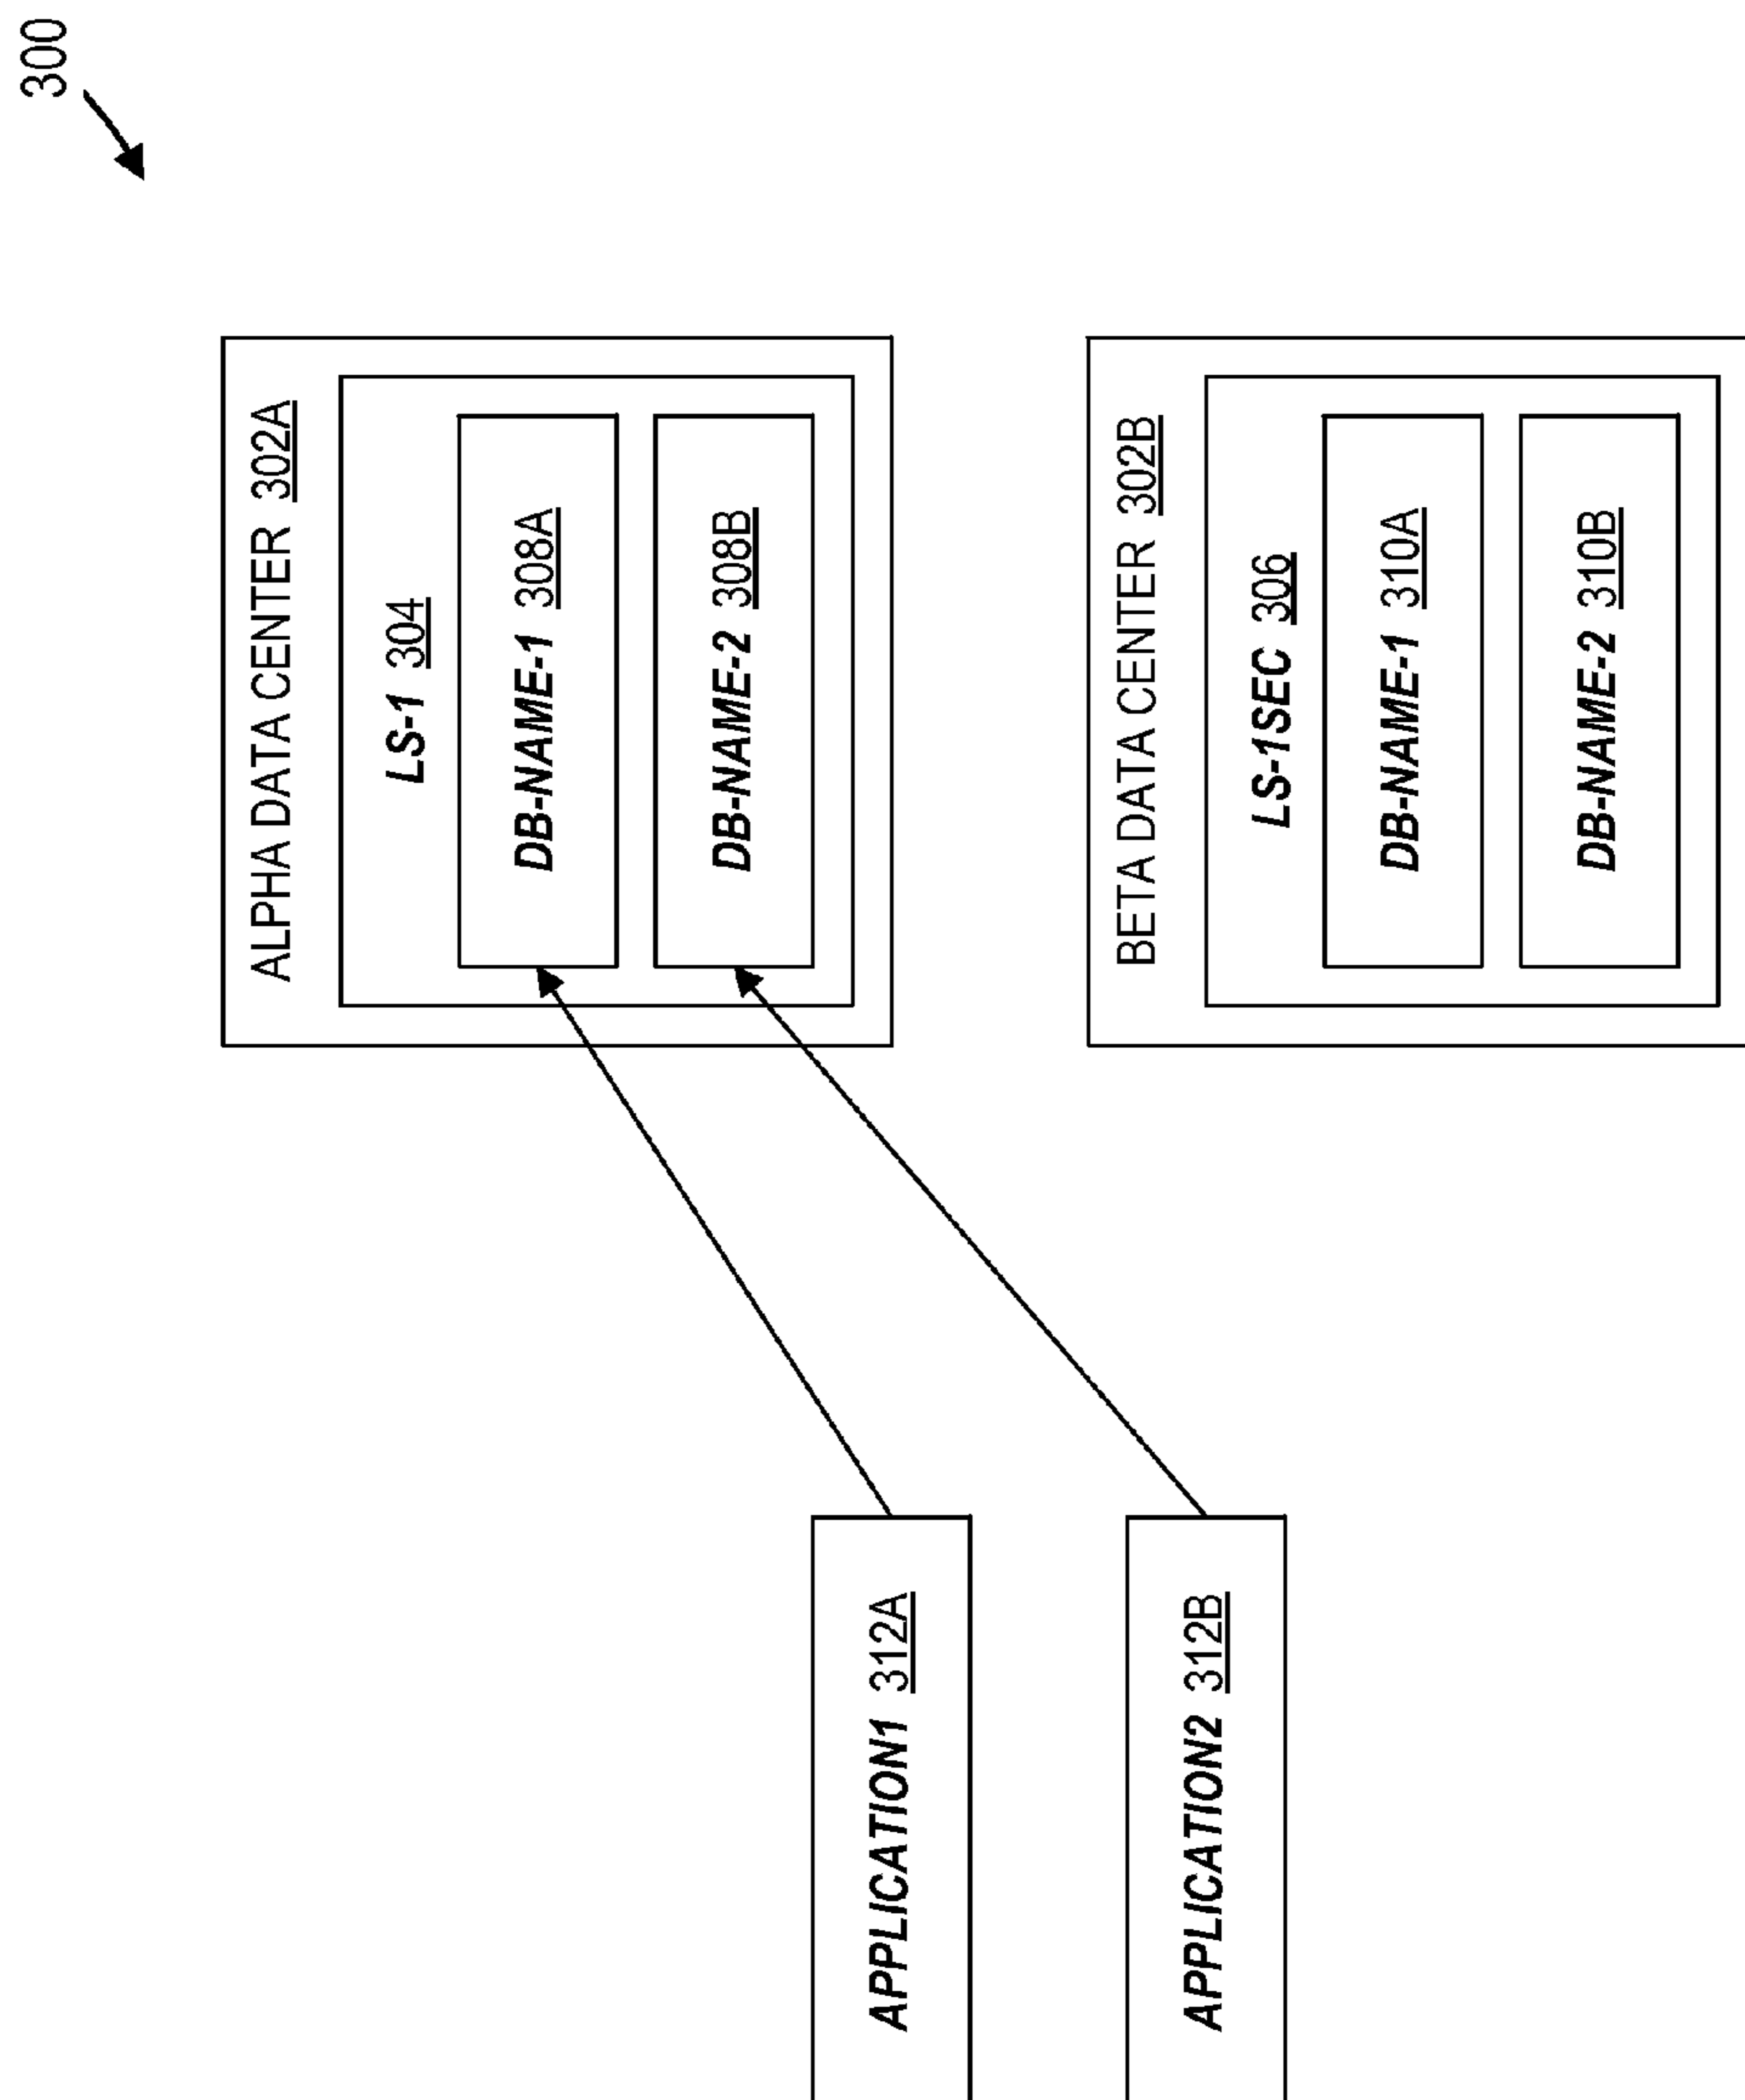 300
ALPHA DATA CENTER 302A
LS-1 304
DB-NAME-1 308A
DB-NAME-2 308B
BETA DATA CENTER 302B
LS-1SEC 306
DB-NAME-1 310A
DB-NAME-2 310B
APPLICATION1 312A
APPLICATION2 312B